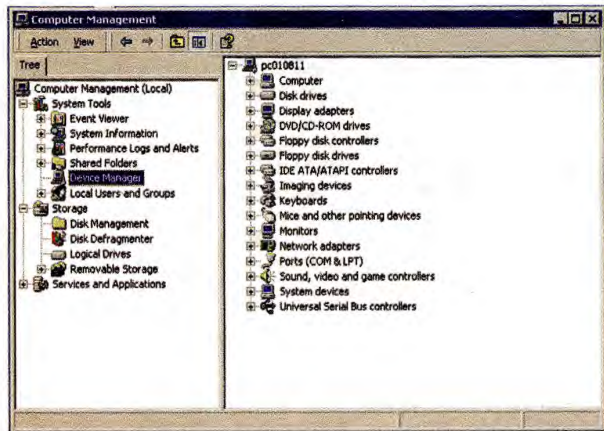 Computer Management
Action View
Tree
Computer Management (Local)
System Tools
Event Viewer
System Information
Performance Logs and Alerts
Shared Folders
Device Manager
Local Users and Groups
Storage
Disk Management
Disk Defragmenter
Logical Drives
Removable Storage
Services and Applications
pc010811
Computer
Disk drives
Display adapters
DVD/CD-ROM drives
Floppy disk controllers
Floppy disk drives
IDE ATA/ATAPI controllers
Imaging devices
Keyboards
Mice and other pointing devices
Monitors
Network adapters
Ports (COM & LPT)
Sound, video and game controllers
System devices
Universal Serial Bus controllers